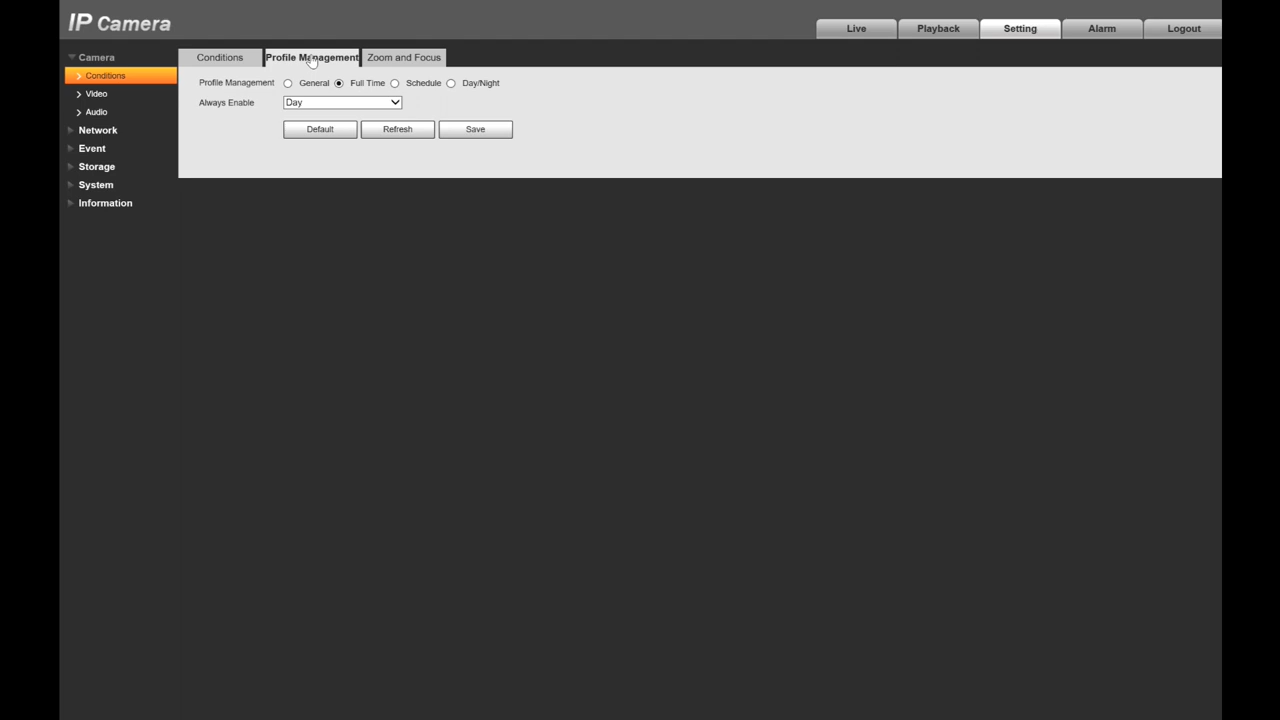 IP Camera
Live Playback Setting Alarm Logout
Camera
Conditions
Video
Audio
Network
Event
Storage
System
Information
Conditions Profile Management Zoom and Focus
Profile Management General Full Time Schedule Day/Night
Always Enable Day
Default Refresh Save